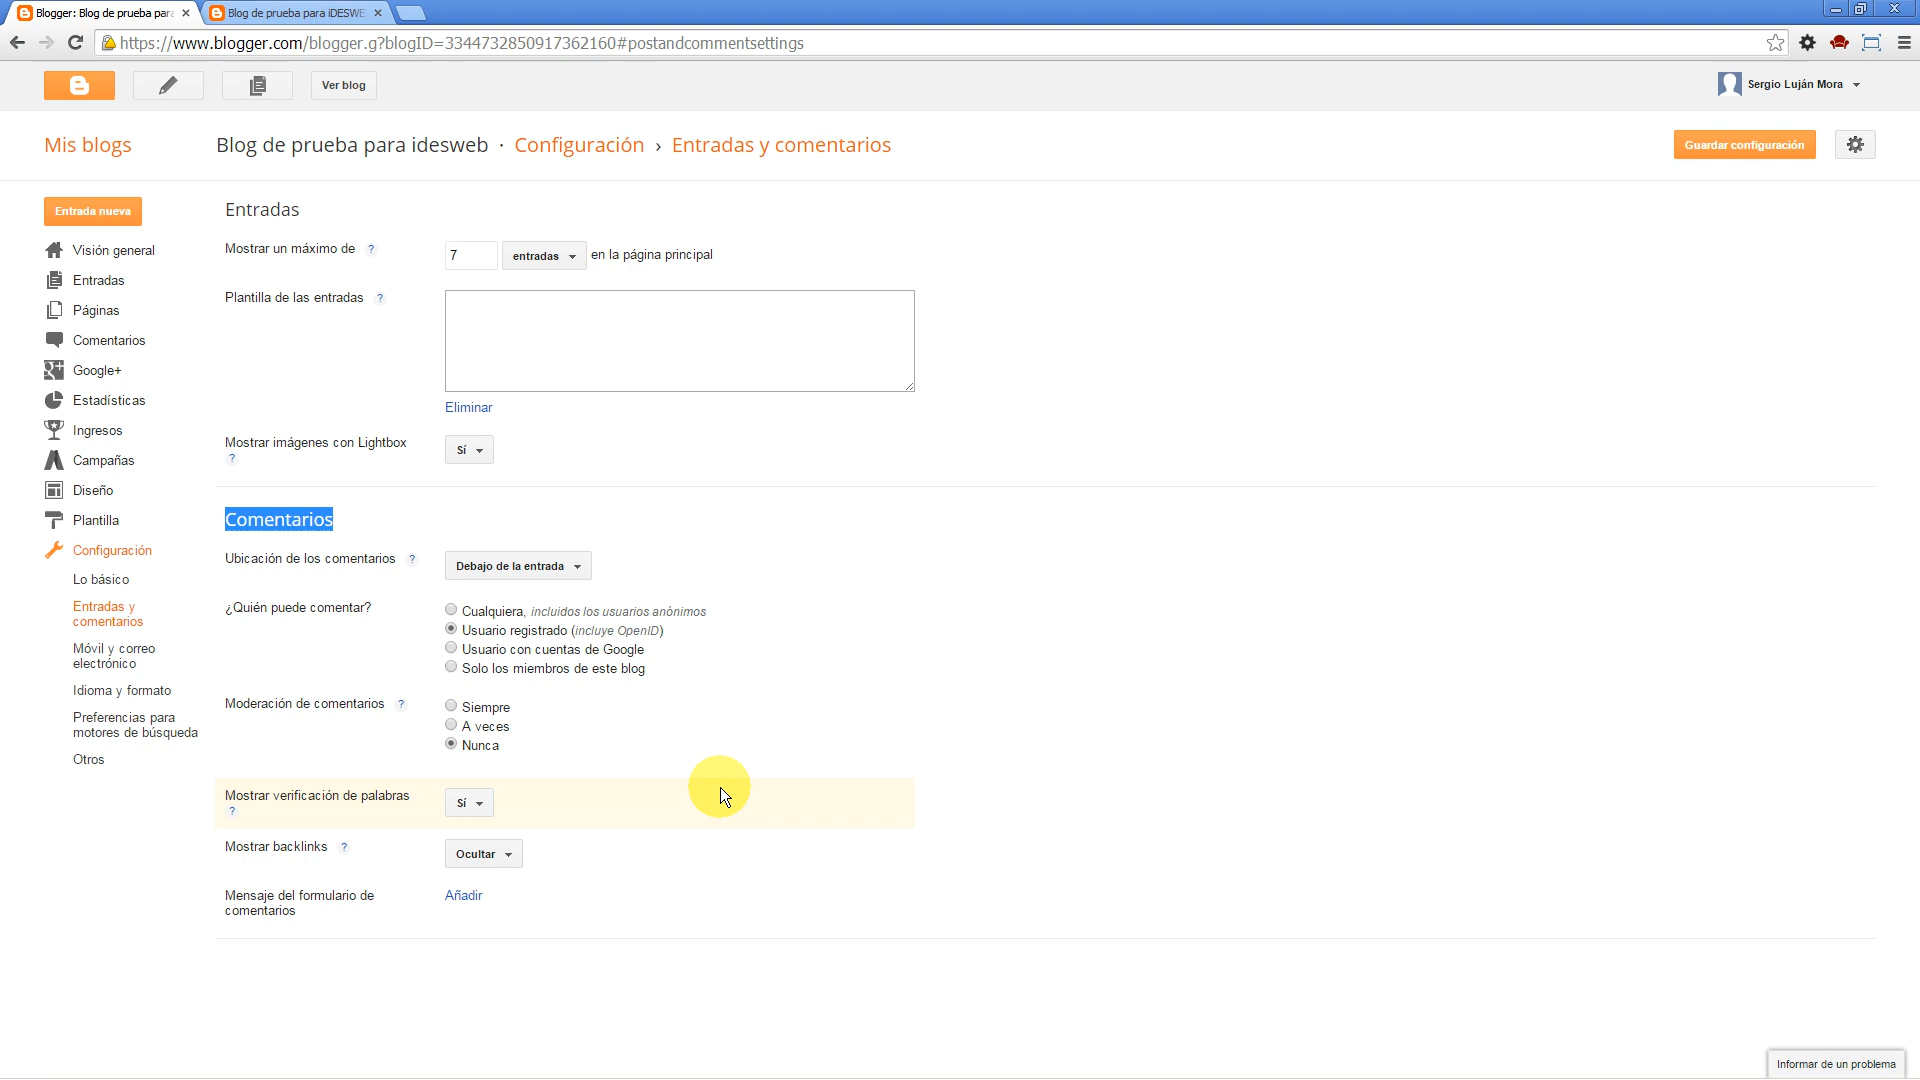 Blogger: Blog de prueba para
Blog de prueba para iDESWE
https://www.blogger.com/blogger.g?blogID=3344732850917362160#postandcommentsettings
Ver blog
Sergio Luján Mora
Mis blogs
Blog de prueba para idesweb · Configuración › Entradas y comentarios
Guardar configuración
Entrada nueva
Visión general
Entradas
Páginas
Comentarios
Google+
Estadísticas
Ingresos
Campañas
Diseño
Plantilla
Configuración
Lo básico
Entradas y
comentarios
Móvil y correo
electrónico
Idioma y formato
Preferencias para
motores de búsqueda
Otros
Entradas
Mostrar un máximo de ? 7 entradas en la página principal
Plantilla de las entradas ?
Eliminar
Mostrar imágenes con Lightbox
?
Sí
Comentarios
Ubicación de los comentarios ? Debajo de la entrada
¿Quién puede comentar?
Cualquiera, incluidos los usuarios anónimos
Usuario registrado (incluye OpenID)
Usuario con cuentas de Google
Solo los miembros de este blog
Moderación de comentarios ?
Siempre
A veces
Nunca
Mostrar verificación de palabras
?
Sí
Mostrar backlinks ? Ocultar
Mensaje del formulario de
comentarios
Añadir
Informar de un problema